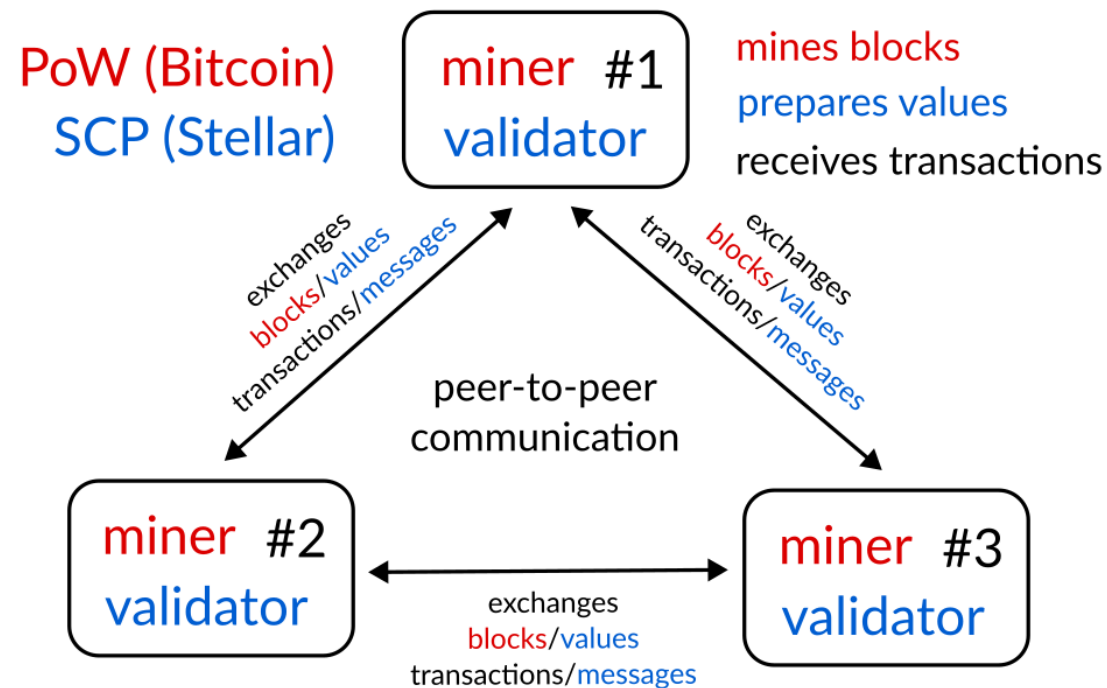 PoW (Bitcoin)
SCP (Stellar)
miner #1
validator
mines blocks
prepares values
receives transactions
exchanges
blocks/values
transactions/messages
exchanges
blocks/values
transactions/messages
peer-to-peer
communication
miner #2
validator
miner #3
validator
exchanges
blocks/values
transactions/messages